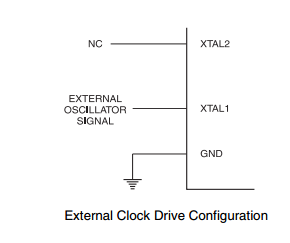 NC
XTAL2
EXTERNAL
OSCILLATOR
SIGNAL
XTAL1
GND
External Clock Drive Configuration